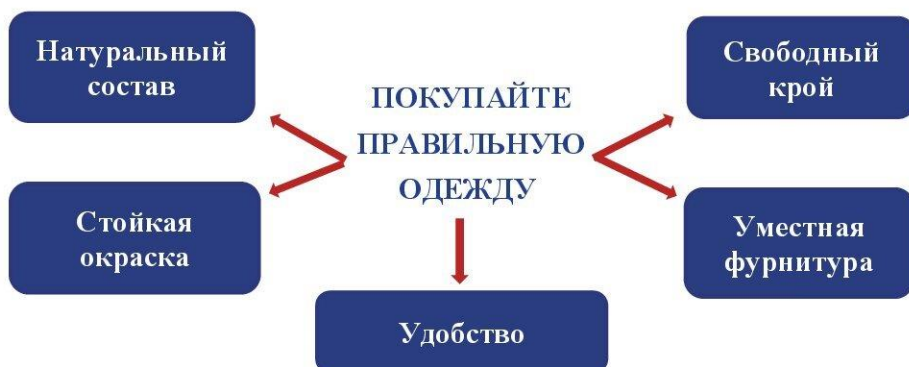 Натуральный
состав
Свободный
крой
ПОКУПАЙТЕ
ПРАВИЛЬНУЮ
ОДЕЖДУ
Стойкая
окраска
Уместная
фурнитура
Удобство